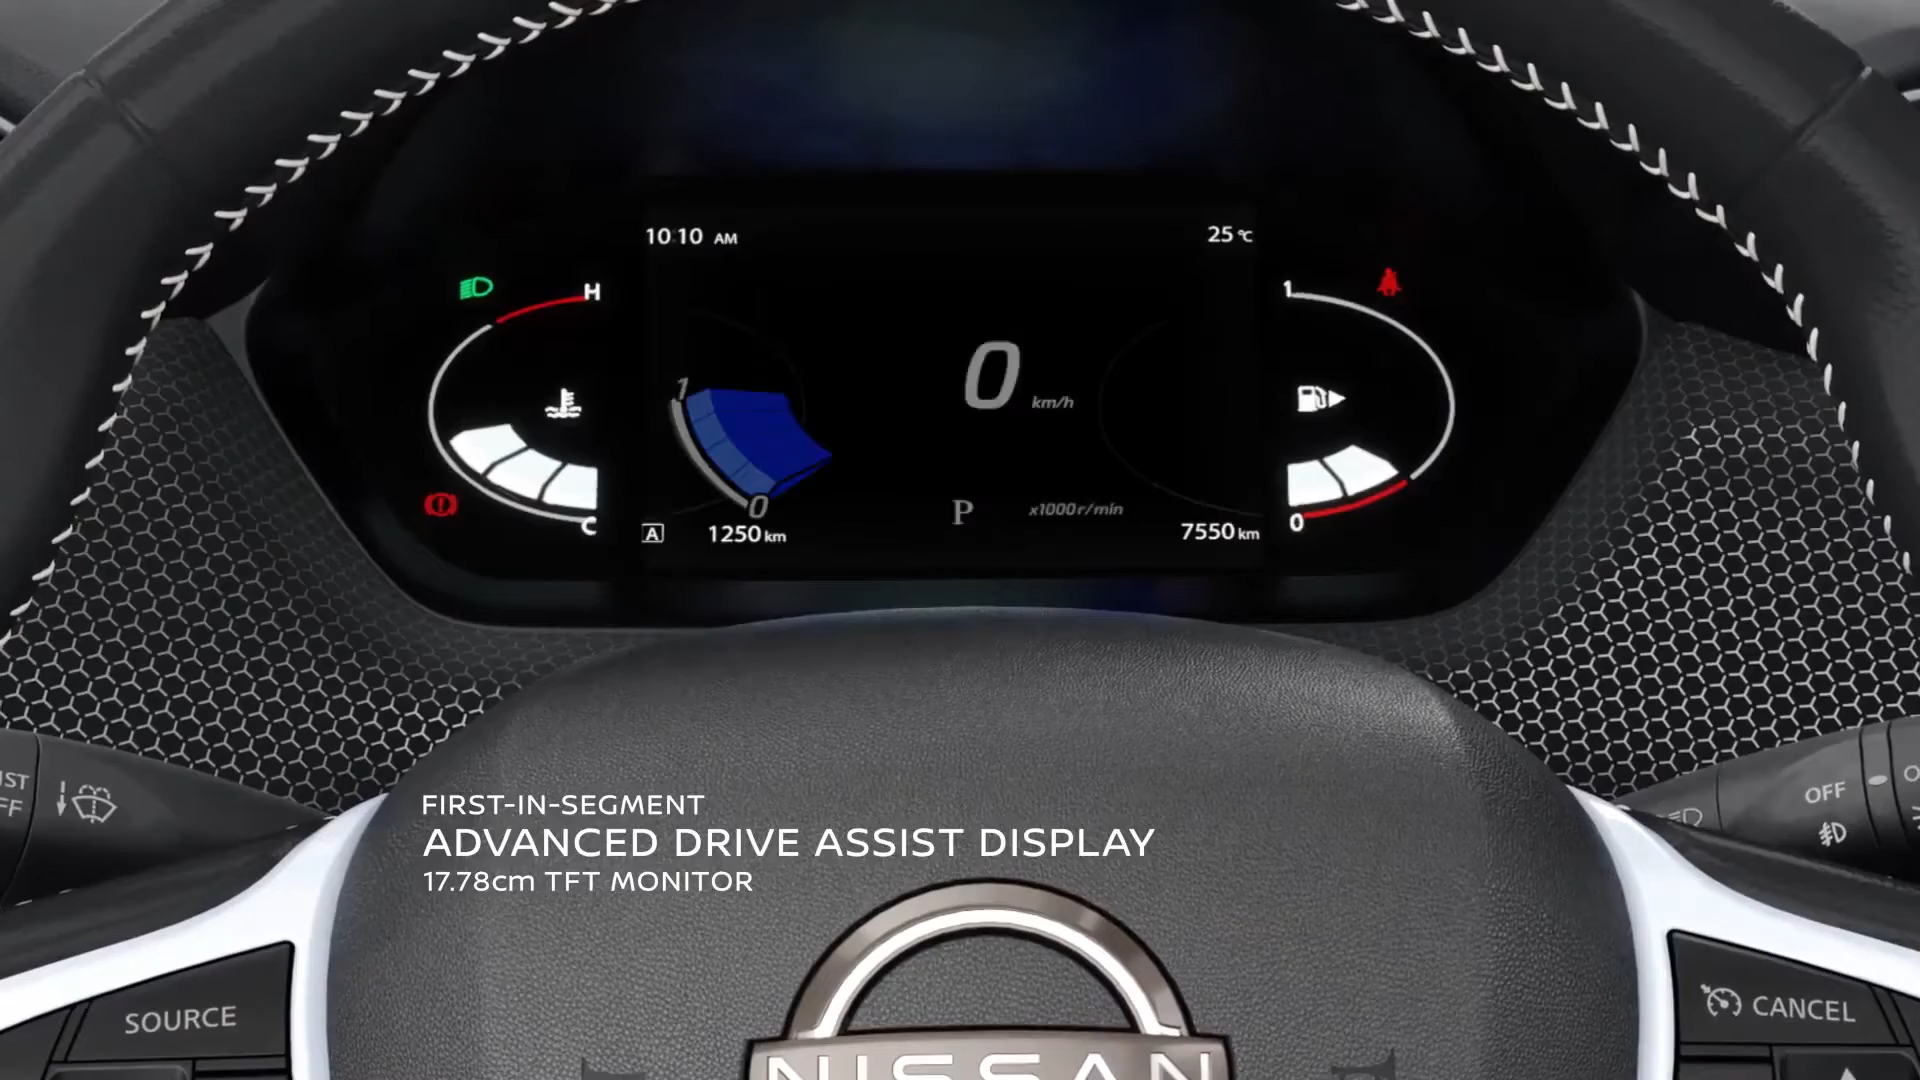 10:10 AM
25 °C
H
1
1
0
km/h
0
P
x1000r/min
C
A
1250 km
7550 km
0
OFF
FIRST-IN-SEGMENT
ADVANCED DRIVE ASSIST DISPLAY
17.78cm TFT MONITOR
SOURCE
CANCEL
NISSAN